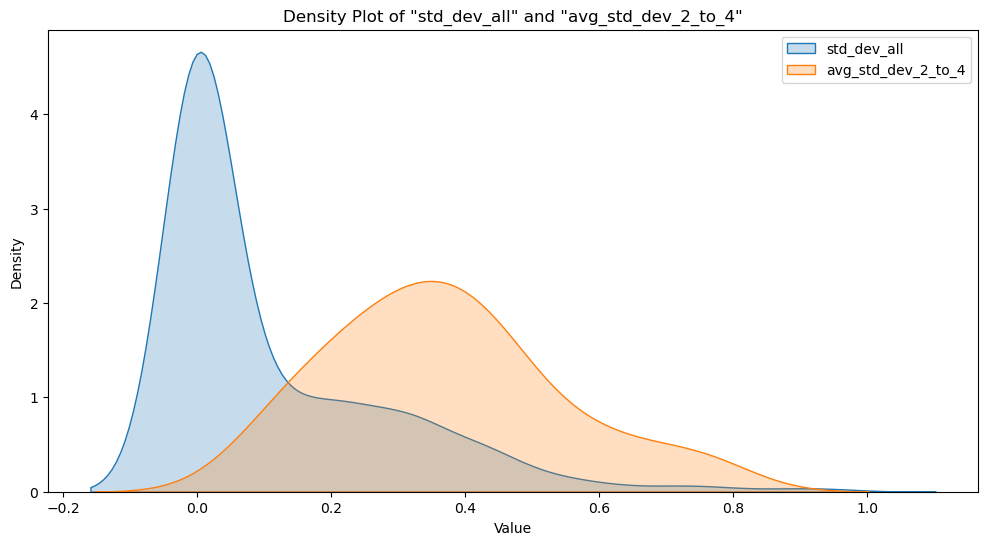 Density Plot of "std_dev_all" and "avg_std_dev_2_to_4"
std_dev_all
avg_std_dev_2_to_4
Density
4
3
2
1
0
−0.2 0.0 0.2 0.4 0.6 0.8 1.0
Value